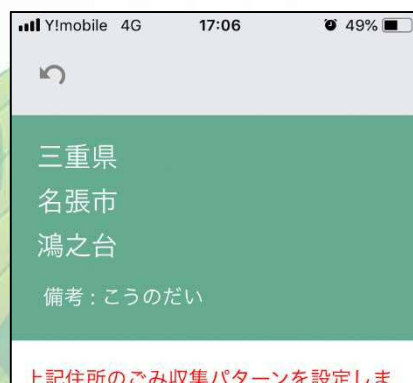 Y!mobile 4G 17:06 49%
三重県
名張市
鴻之台
備考:こうのだい
上記住所のごみ収集パターンを設定しま